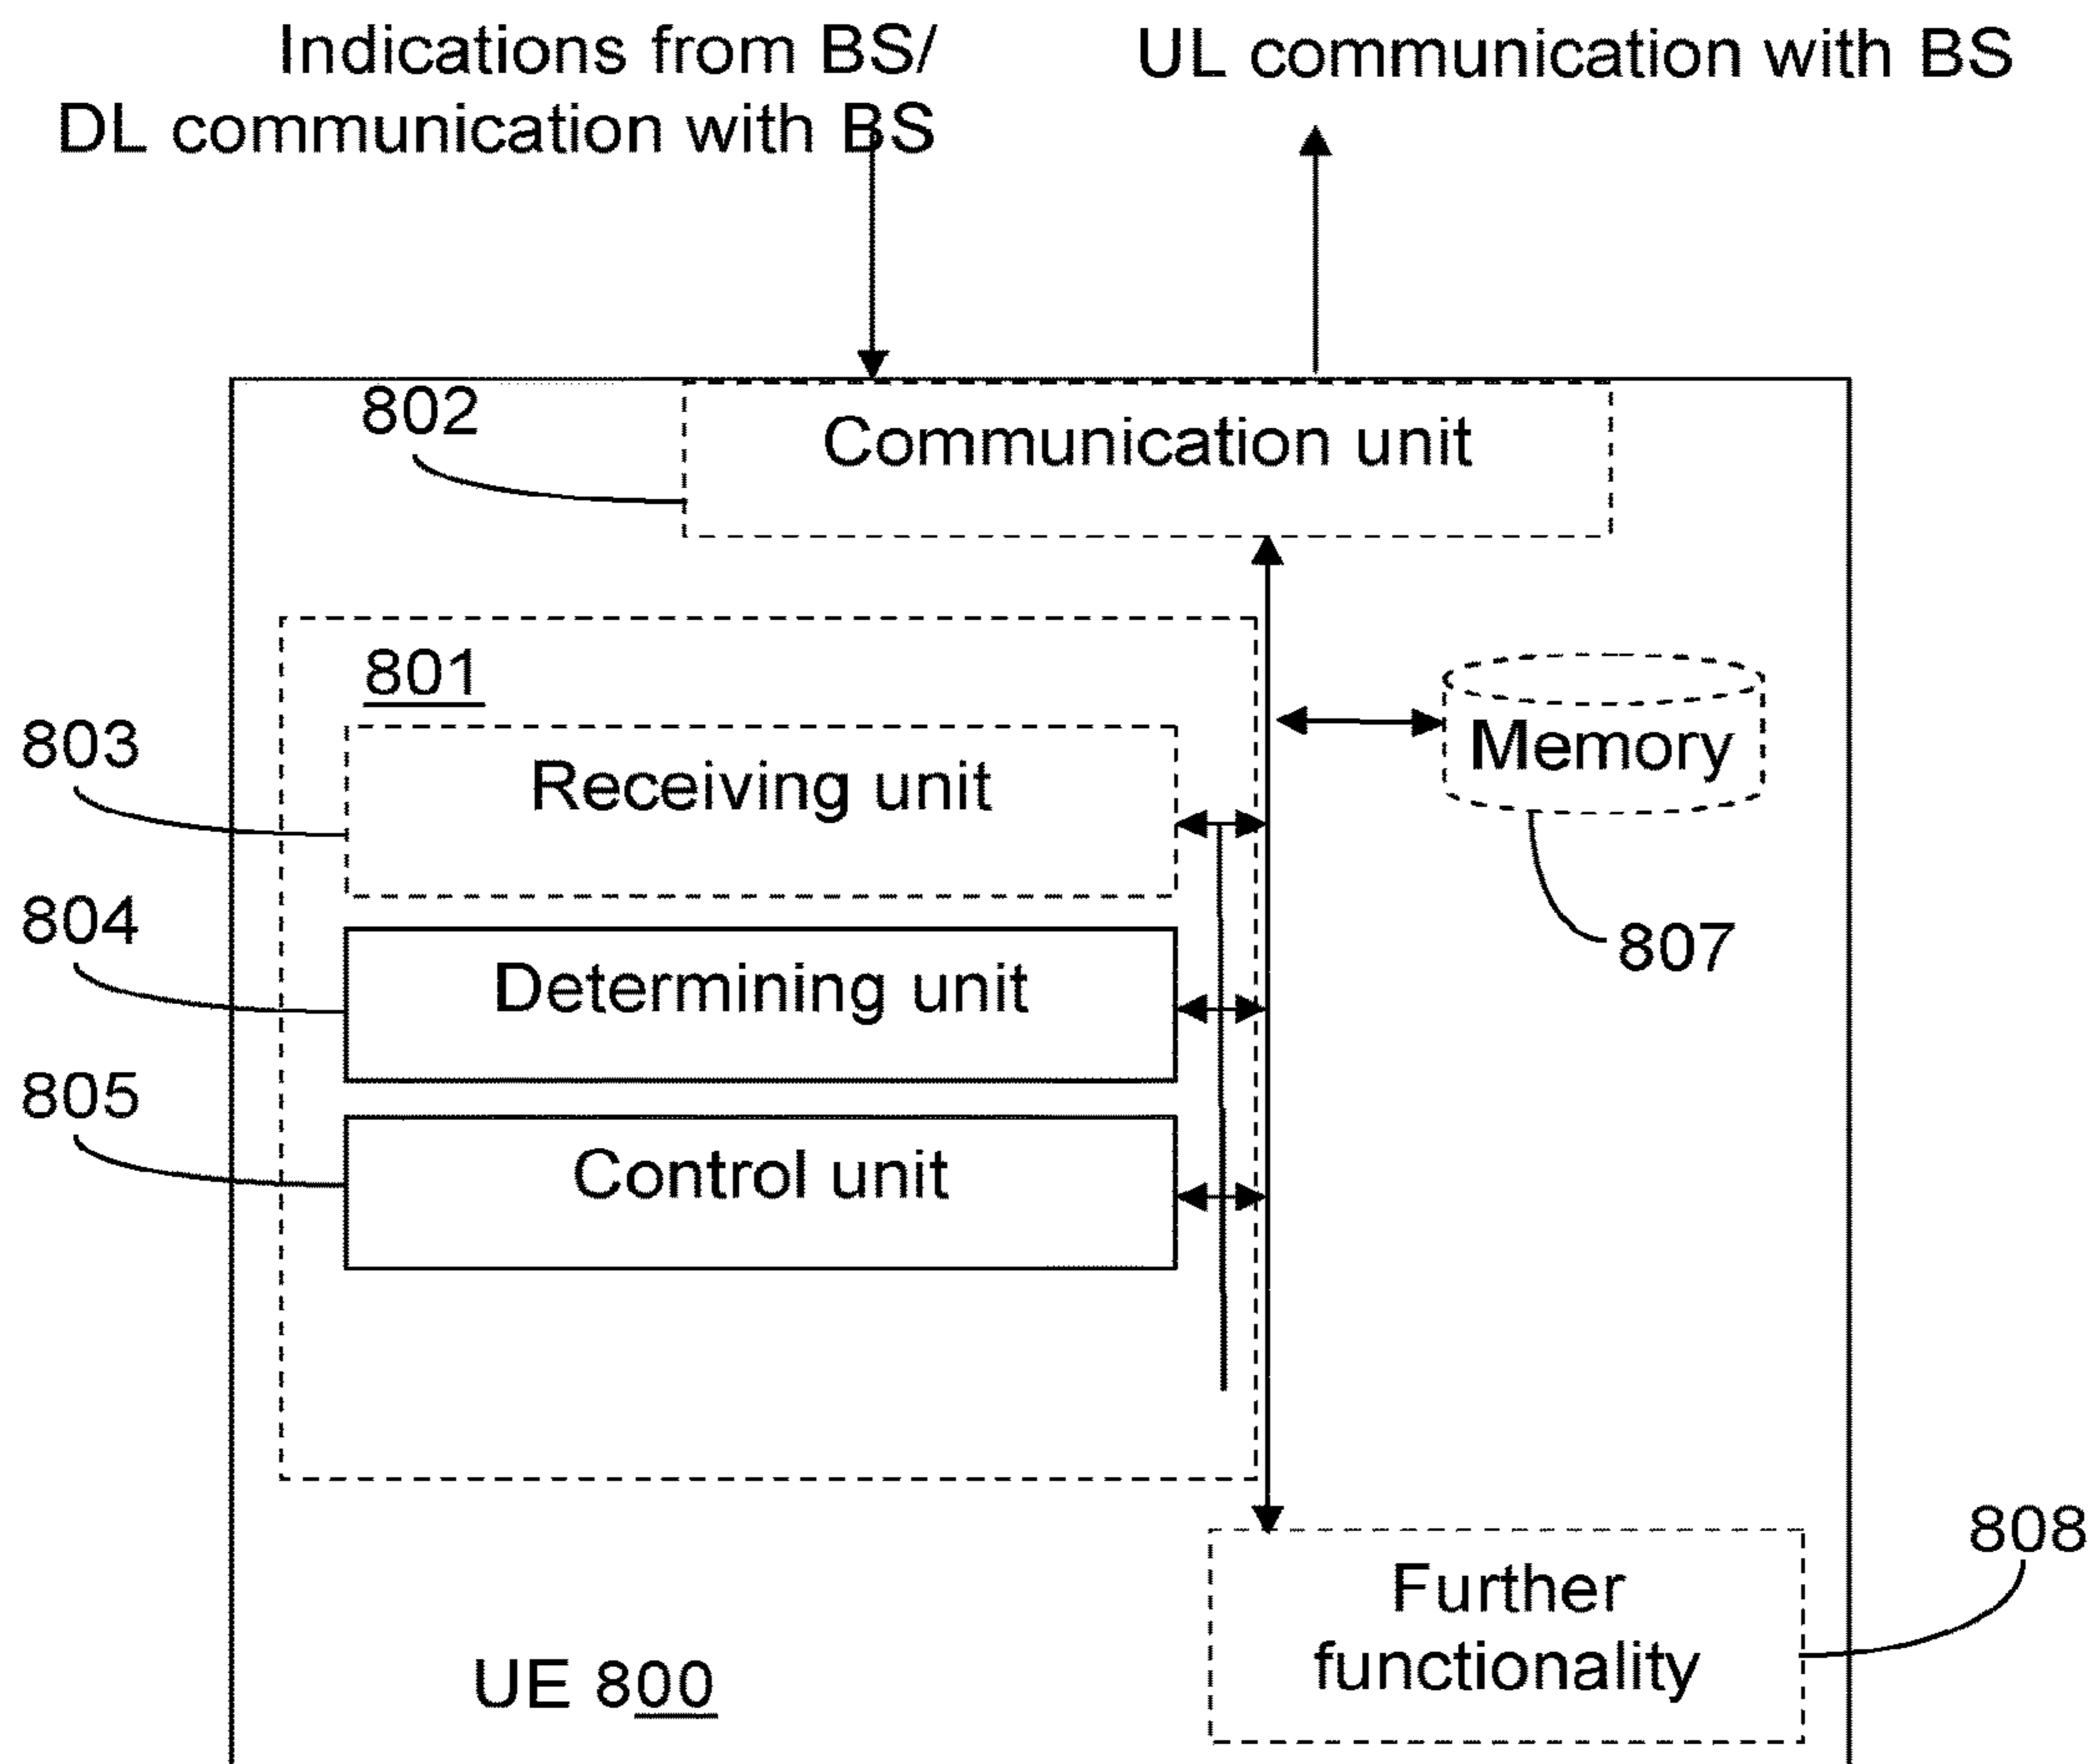 Indications from BS/
DL communication with BS
UL communication with BS
802
Communication unit
801
803
Receiving unit
Memory
807
804
Determining unit
805
Control unit
808
Further
functionality
UE 800